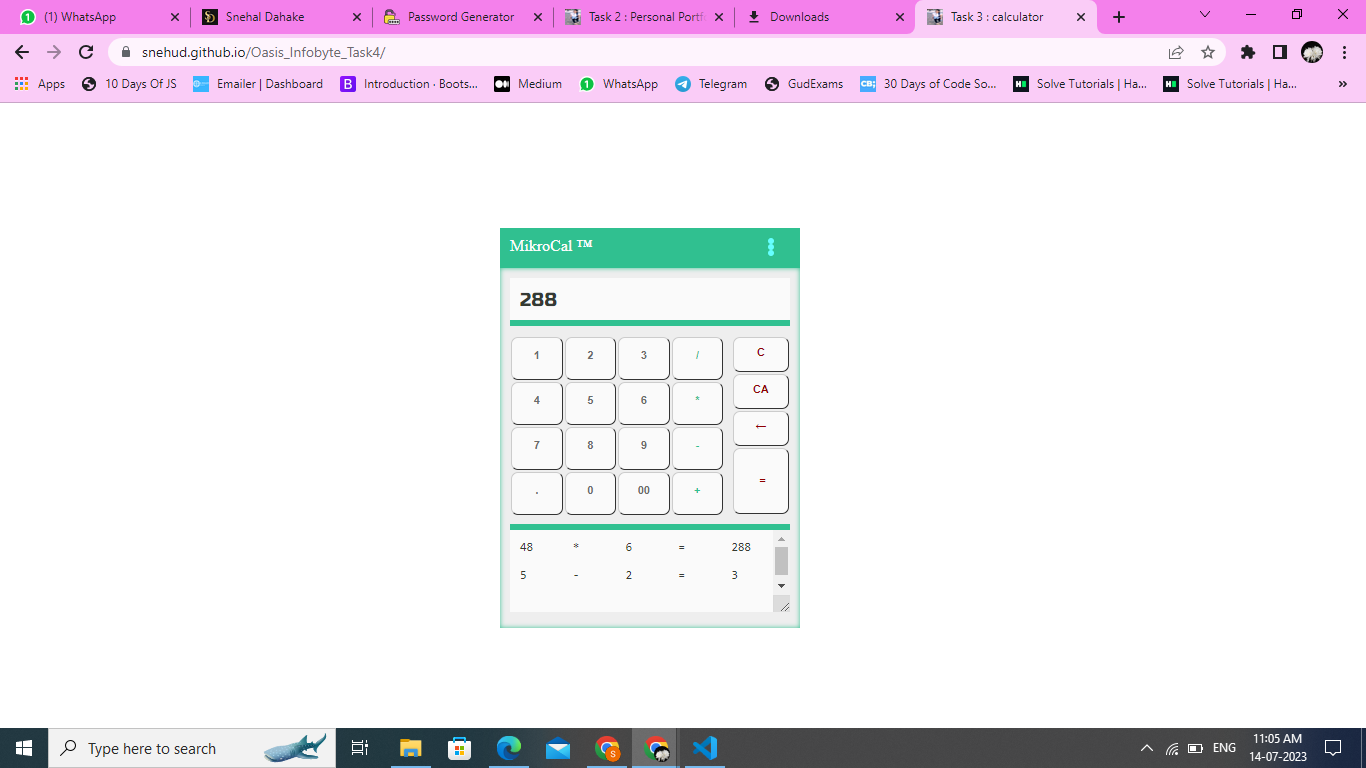 (1) WhatsApp Snehal Dahake Password Generator Task 2 : Personal Portf Downloads Task 3 : calculator
snehud.github.io/Oasis_Infobyte_Task4/
Apps 10 Days Of JS Emailer | Dashboard Introduction · Boots... Medium WhatsApp Telegram GudExams 30 Days of Code So... Solve Tutorials | Ha... Solve Tutorials | Ha... »
MikroCal ™
288
1 2 3 / C
4 5 6 * CA
7 8 9 - ←
. 0 00 + =
48 * 6 = 288
5 - 2 = 3
Type here to search
ENG
11:05 AM
14-07-2023